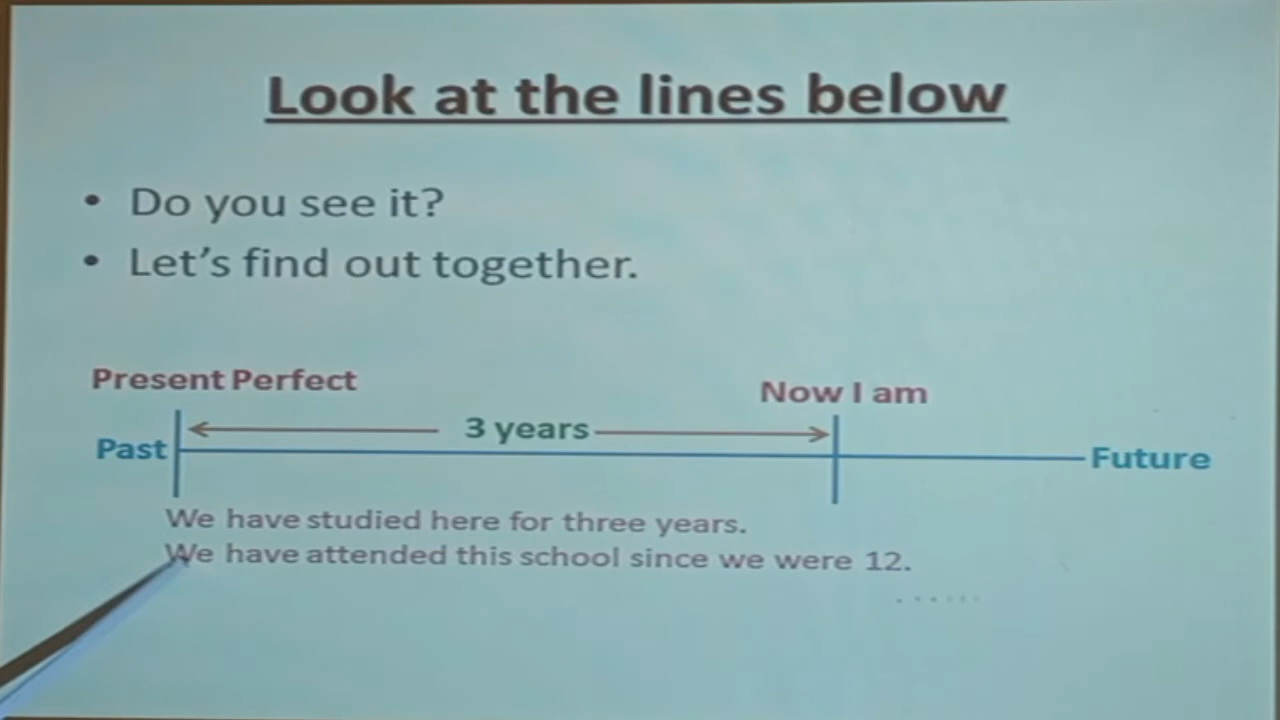 Look at the lines below
• Do you see it?
• Let's find out together.
Present Perfect
Now I am
3 years
Past
Future
We have studied here for three years.
We have attended this school since we were 12.